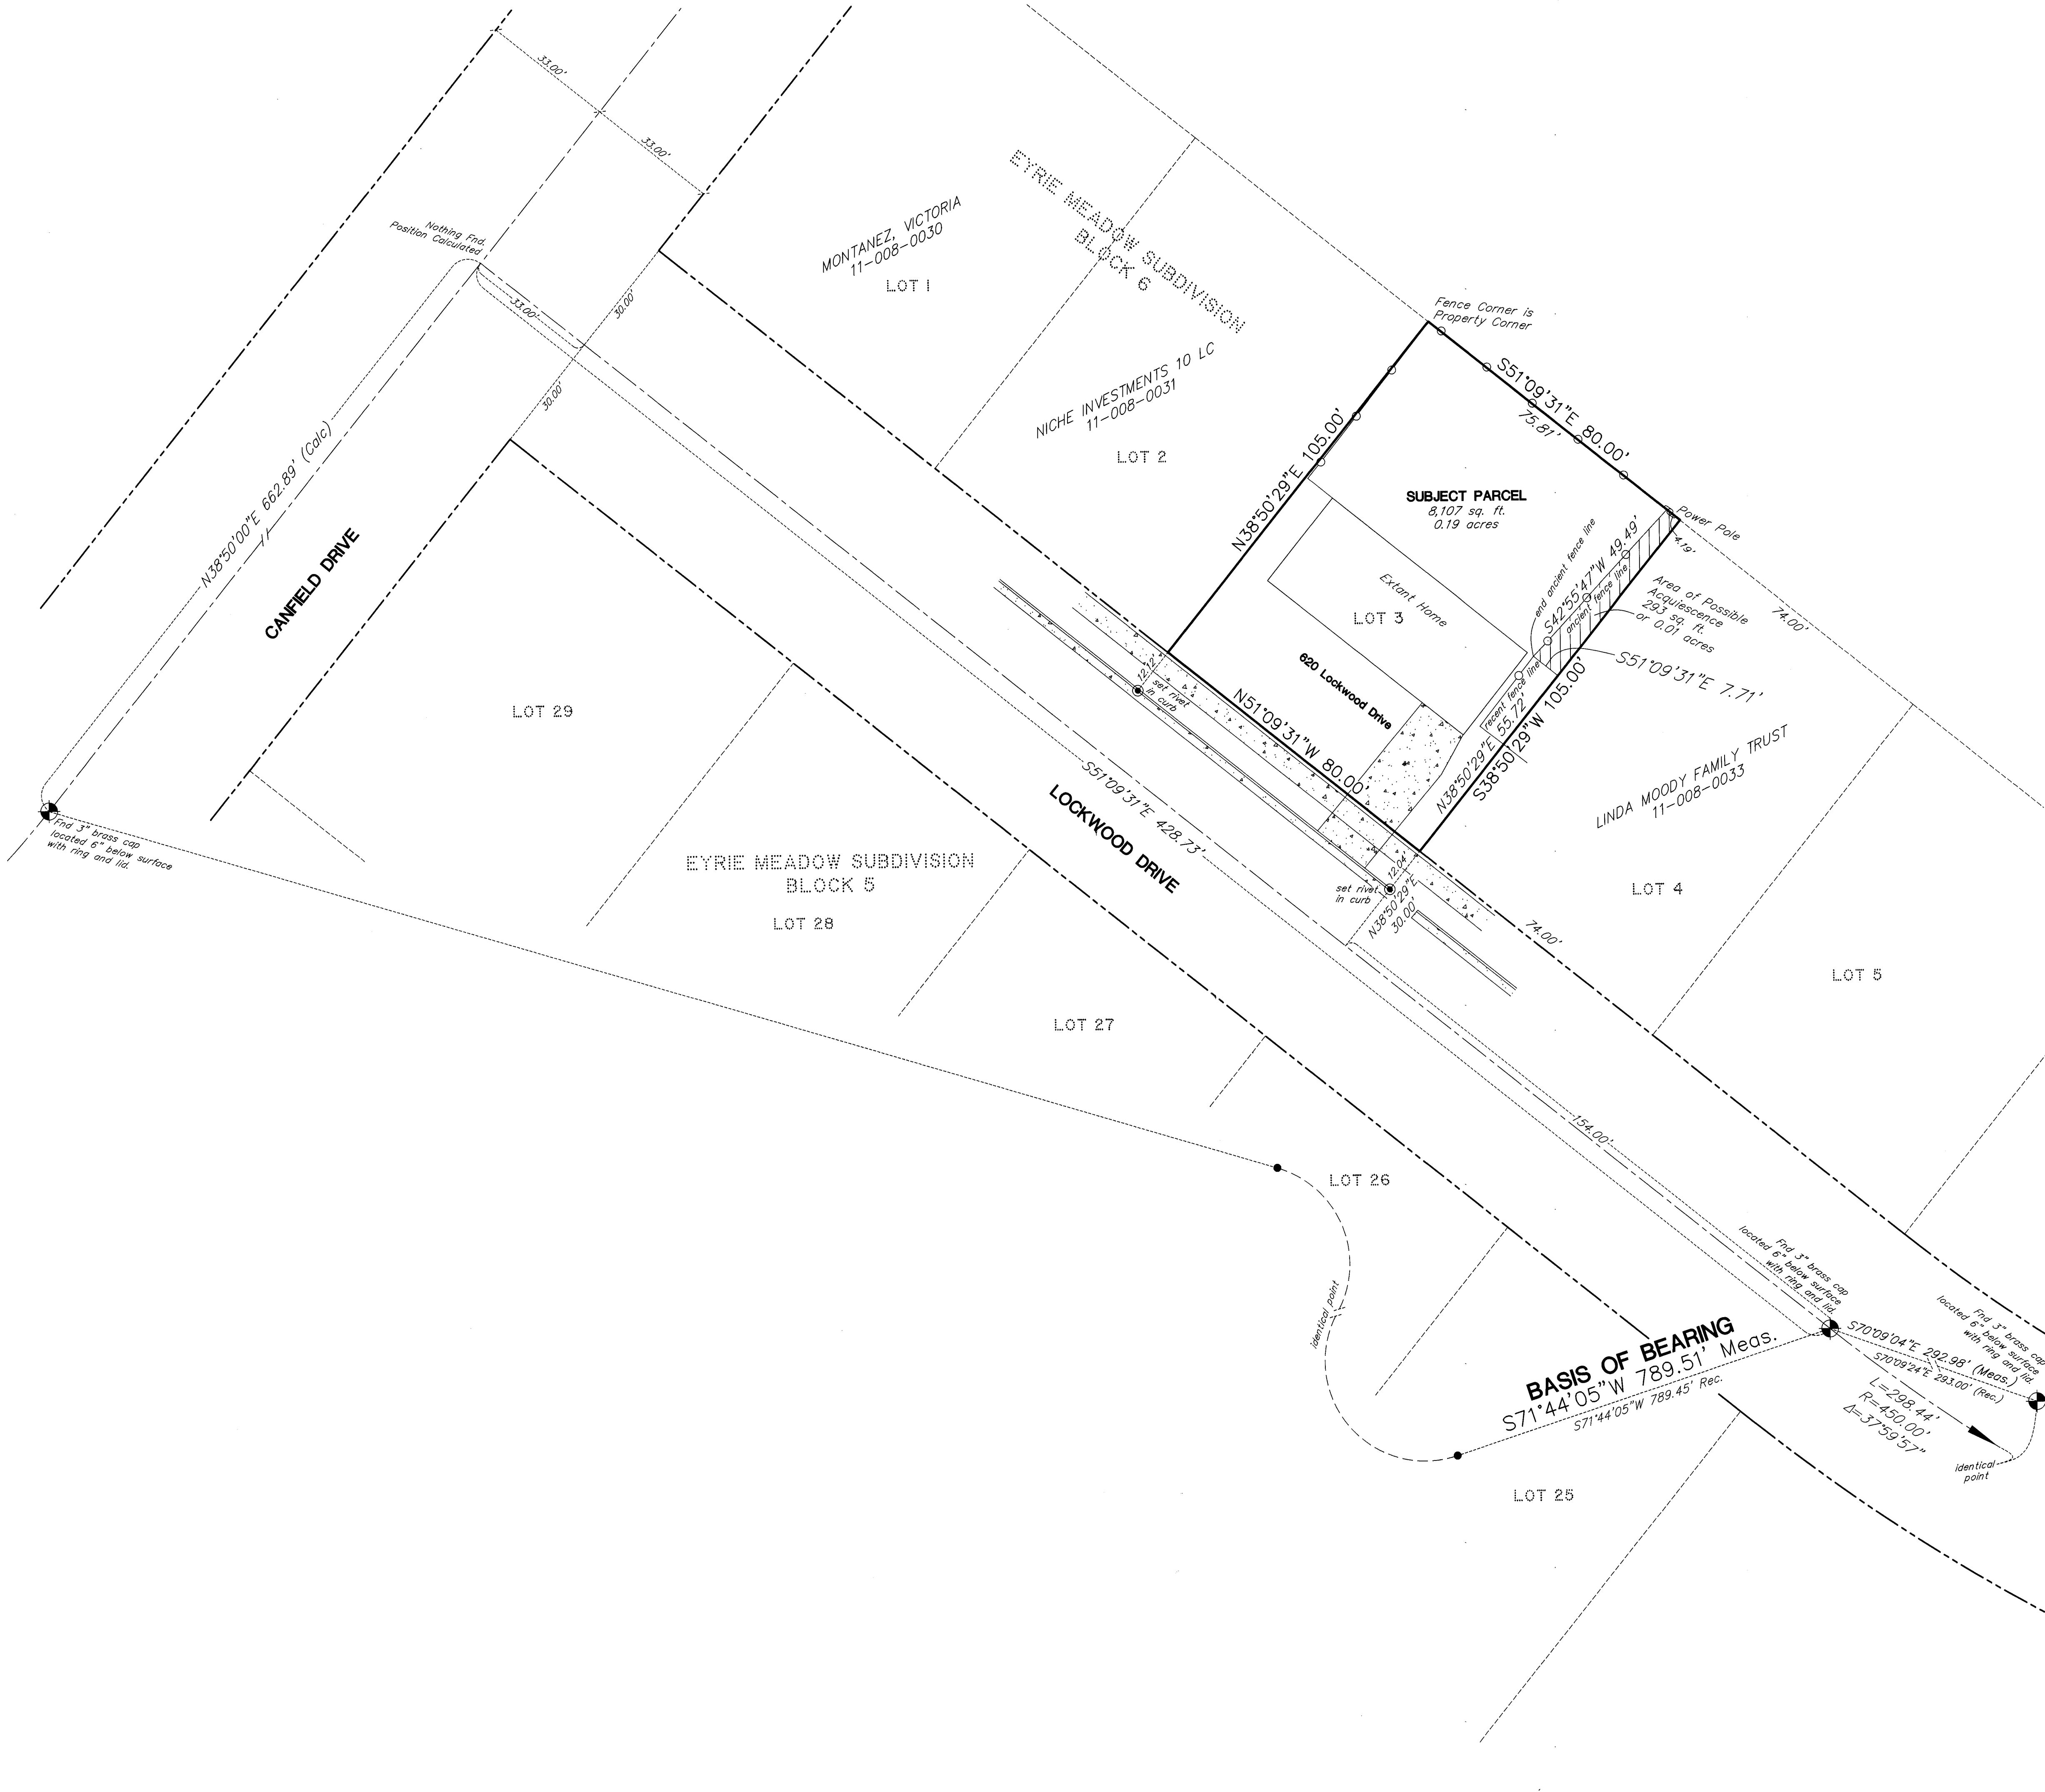 33.00'
33.00'
Nothing Fnd.
Position Calculated
33.00'
30.00'
30.00'
N38°50'00"E 662.89' (Calc)
CANFIELD DRIVE
Fnd 3" brass cap
located 6" below surface
with ring and lid.
MONTANEZ, VICTORIA
11-008-0030
LOT 1
EYRIE MEADOW SUBDIVISION
BLOCK 6
NICHE INVESTMENTS 10 LC
11-008-0031
LOT 2
Fence Corner is
Property Corner
S51°09'31"E 80.00'
75.81'
N38°50'29"E 105.00'
SUBJECT PARCEL
8,107 sq. ft.
0.19 acres
Power Pole
4.19'
end ancient fence line
S42°55'47"W 49.49'
ancient fence line
Area of Possible
Acquiescence
293 sq. ft.
or 0.01 acres
74.00'
Extant Home
LOT 3
620 Lockwood Drive
S51°09'31"E 7.71'
recent fence line
N38°50'29"E 55.72'
S38°50'29"W 105.00'
LINDA MOODY FAMILY TRUST
11-008-0033
12.12'
set rivet
in curb
N51°09'31"W 80.00'
LOT 29
S51°09'31"E 428.73'
LOCKWOOD DRIVE
EYRIE MEADOW SUBDIVISION
BLOCK 5
LOT 28
12.04'
set rivet
in curb
N38°50'29"E
30.00'
LOT 4
74.00'
LOT 5
LOT 27
154.00'
LOT 26
identical point
Fnd 3" brass cap
located 6" below surface
with ring and lid.
Fnd 3" brass cap
located 6" below surface
with ring and lid.
BASIS OF BEARING
S71°44'05"W 789.51' Meas.
S71°44'05"W 789.45' Rec.
S70°09'04"E 292.98' (Meas.)
S70°09'24"E 293.00' (Rec.)
L=298.44'
R=450.00'
Δ=37°59'57"
identical
point
LOT 25